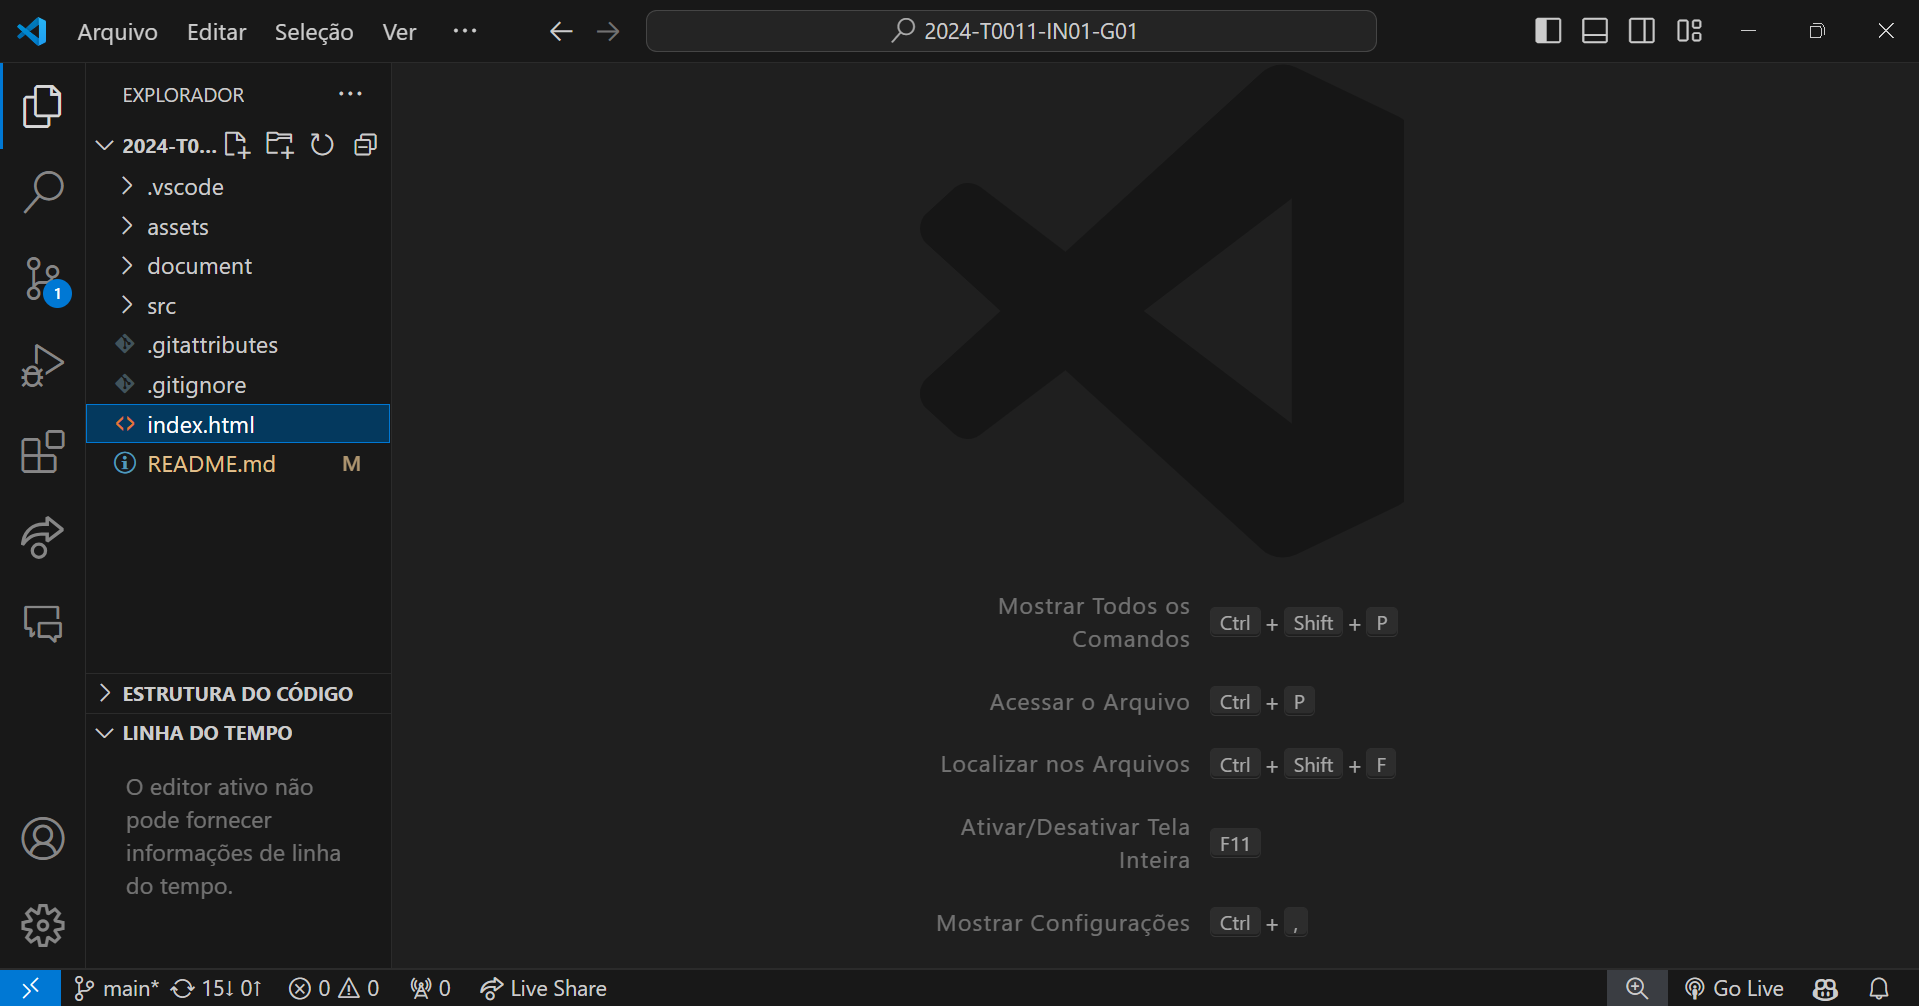 Arquivo Editar Seleção Ver ···
2024-T0011-IN01-G01
EXPLORADOR ···
2024-T0...
.vscode
assets
document
src
.gitattributes
.gitignore
index.html
README.md M
1
ESTRUTURA DO CÓDIGO
LINHA DO TEMPO
O editor ativo não
pode fornecer
informações de linha
do tempo.
Mostrar Todos os
Comandos
Ctrl + Shift + P
Acessar o Arquivo Ctrl + P
Localizar nos Arquivos Ctrl + Shift + F
Ativar/Desativar Tela
Inteira
F11
Mostrar Configurações Ctrl + ,
main* 15↓ 0↑ 0 0 0 Live Share Go Live